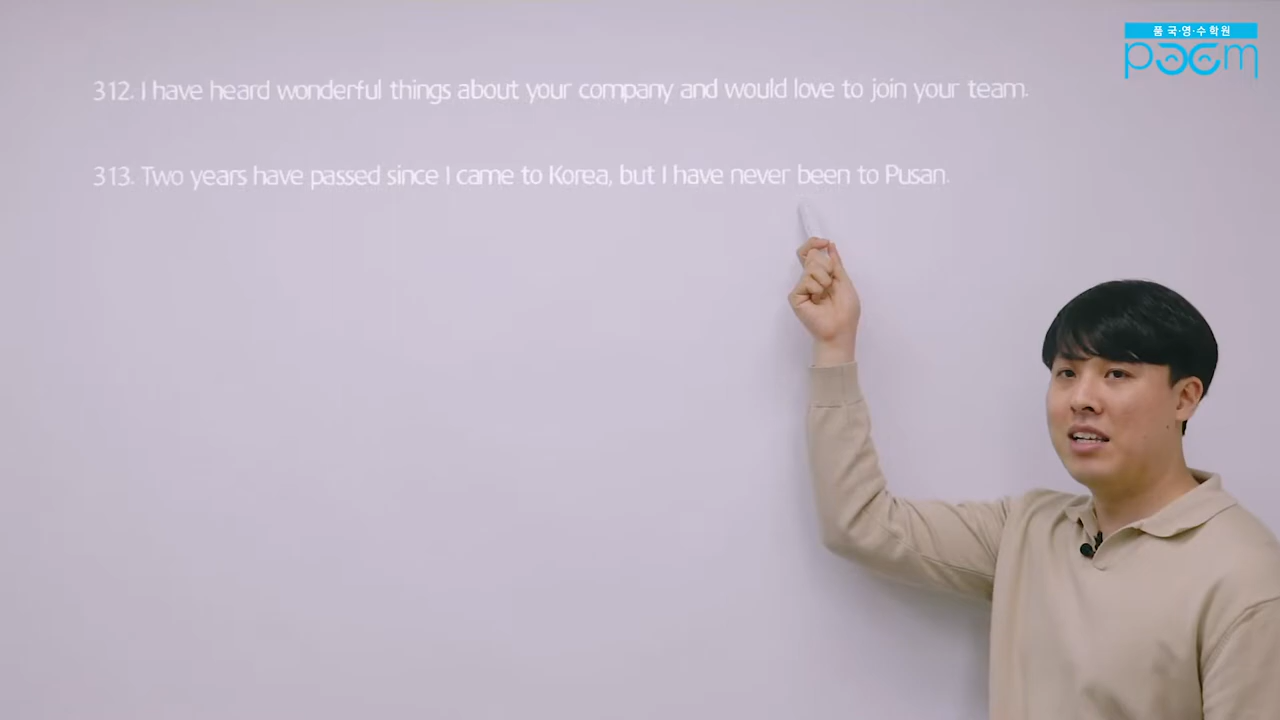 품 국·영·수 학원
poem
312. I have heard wonderful things about your company and would love to join your team.
313. Two years have passed since I came to Korea, but I have never been to Pusan.